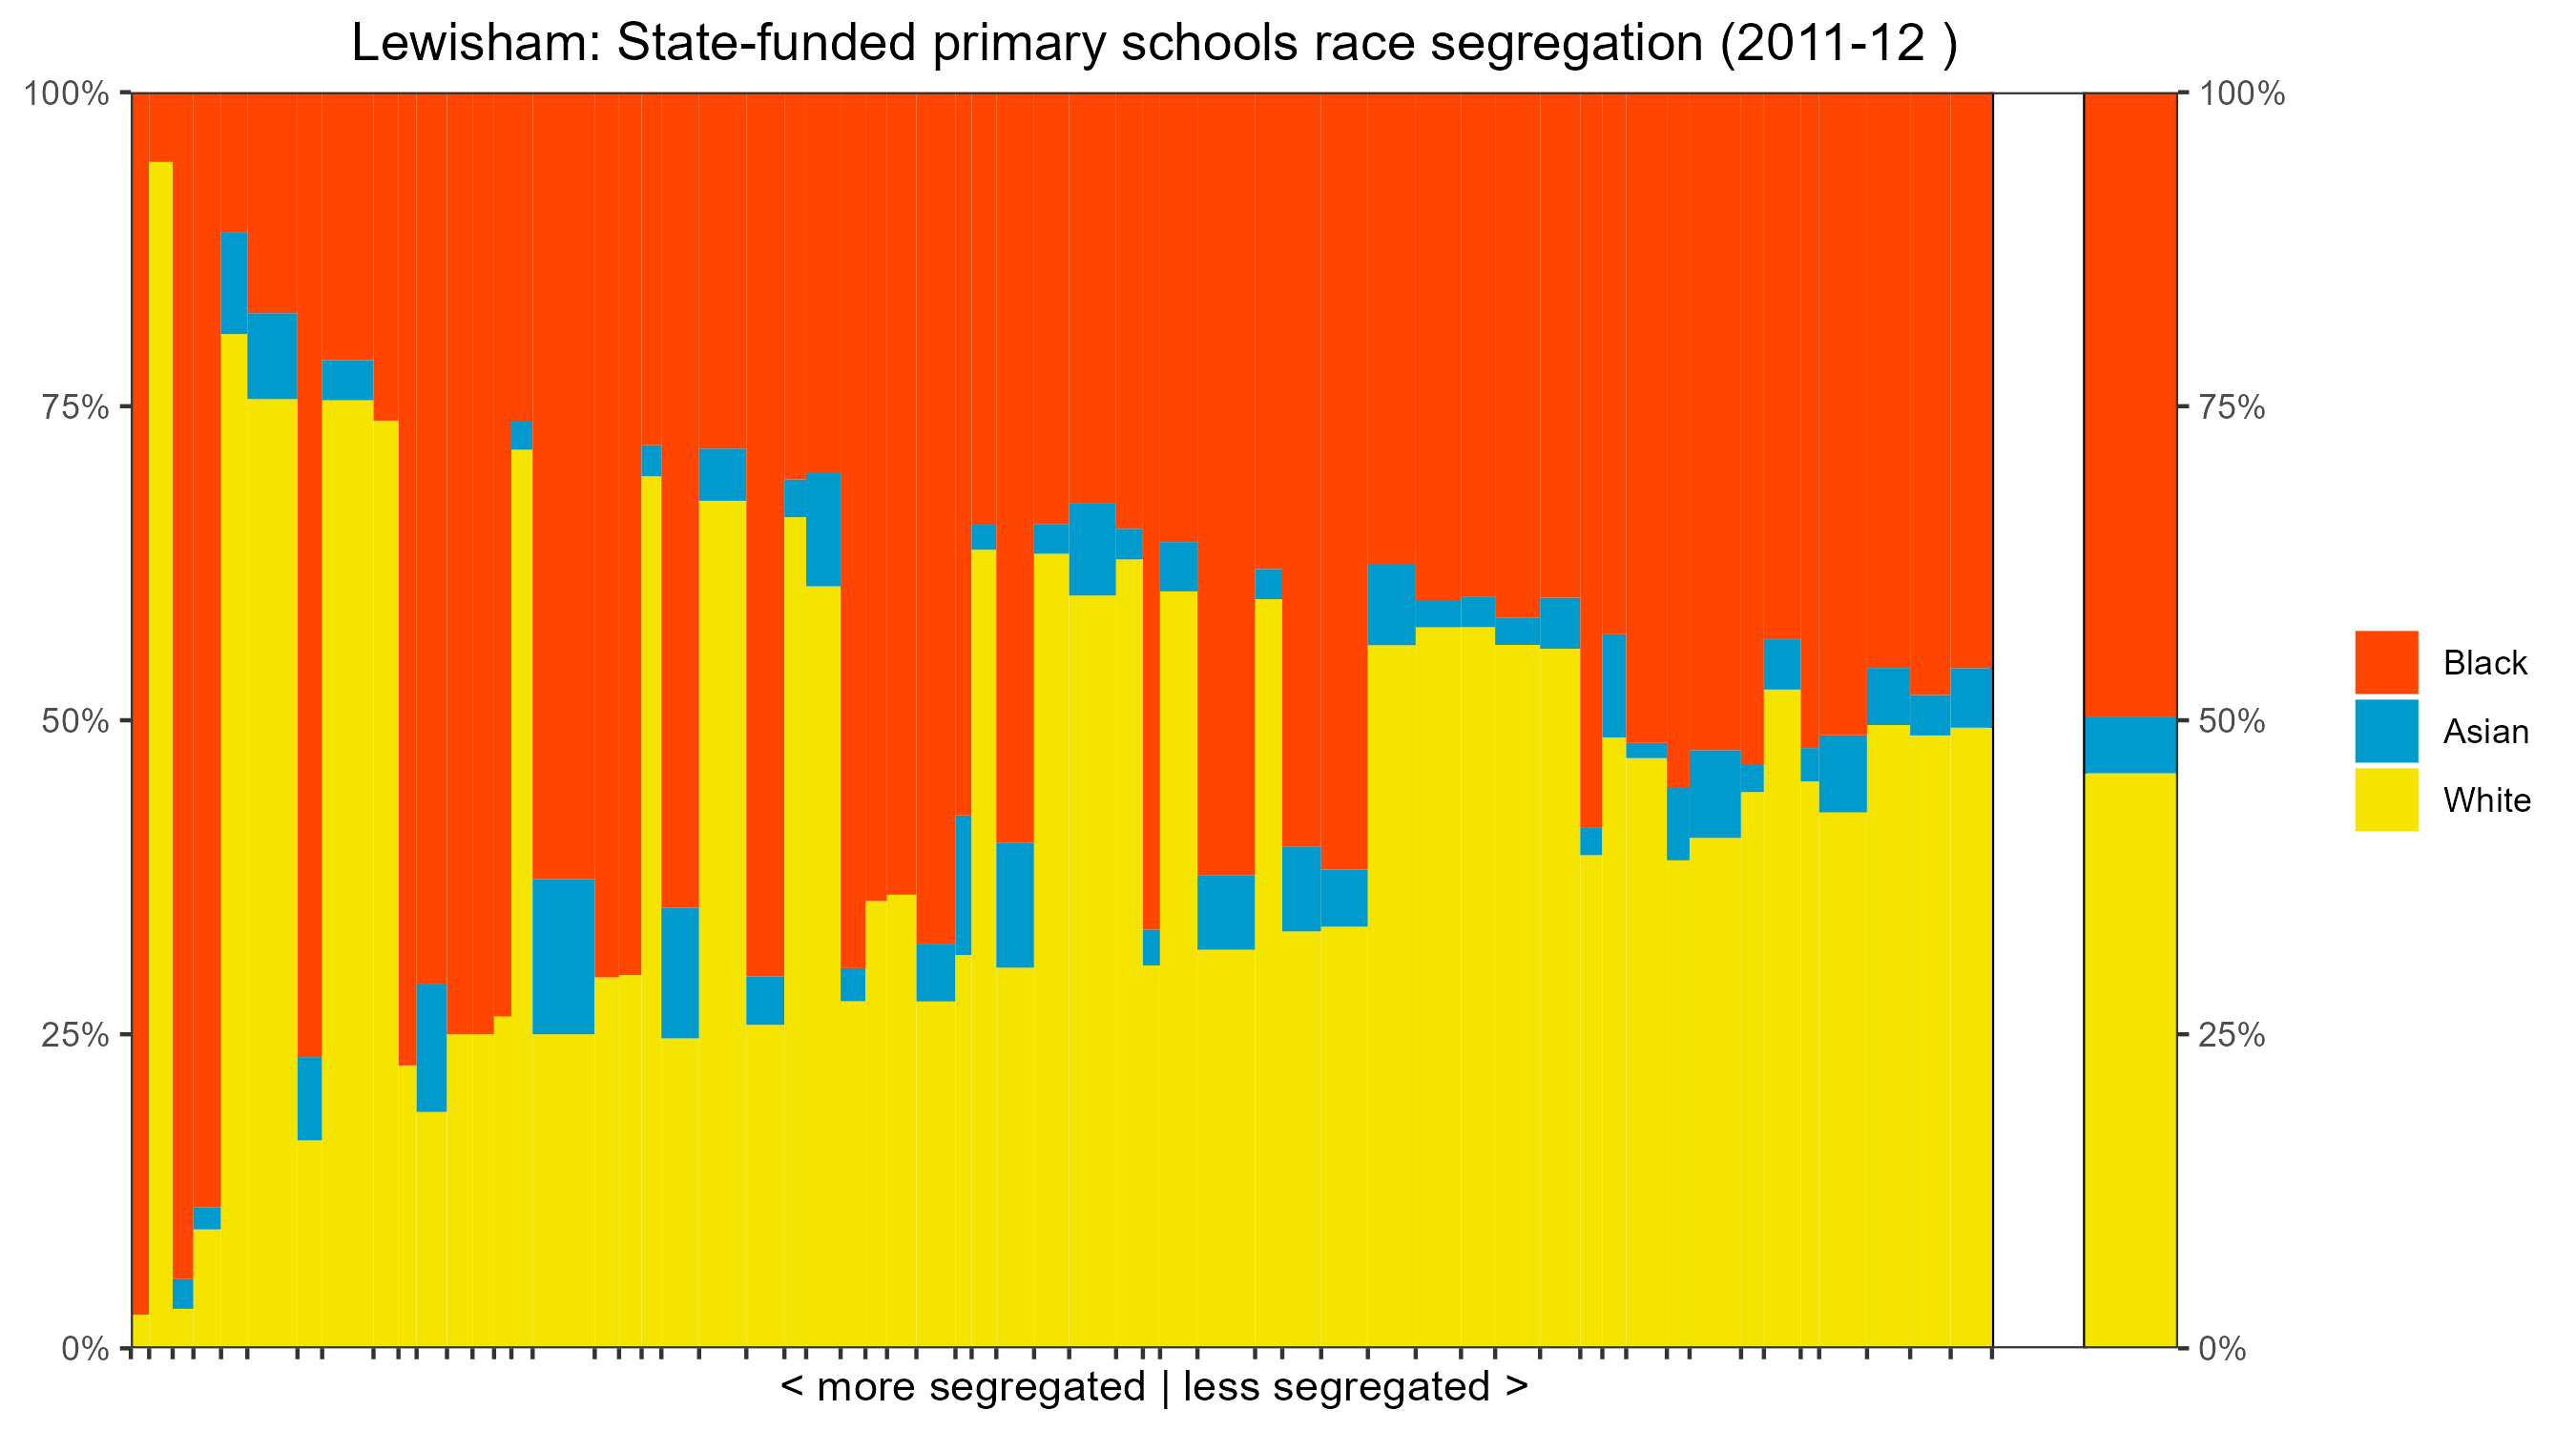 Lewisham: State-funded primary schools race segregation (2011-12 )
100%
75%
50%
25%
0%
100%
75%
50%
25%
0%
Black
Asian
White
< more segregated | less segregated >